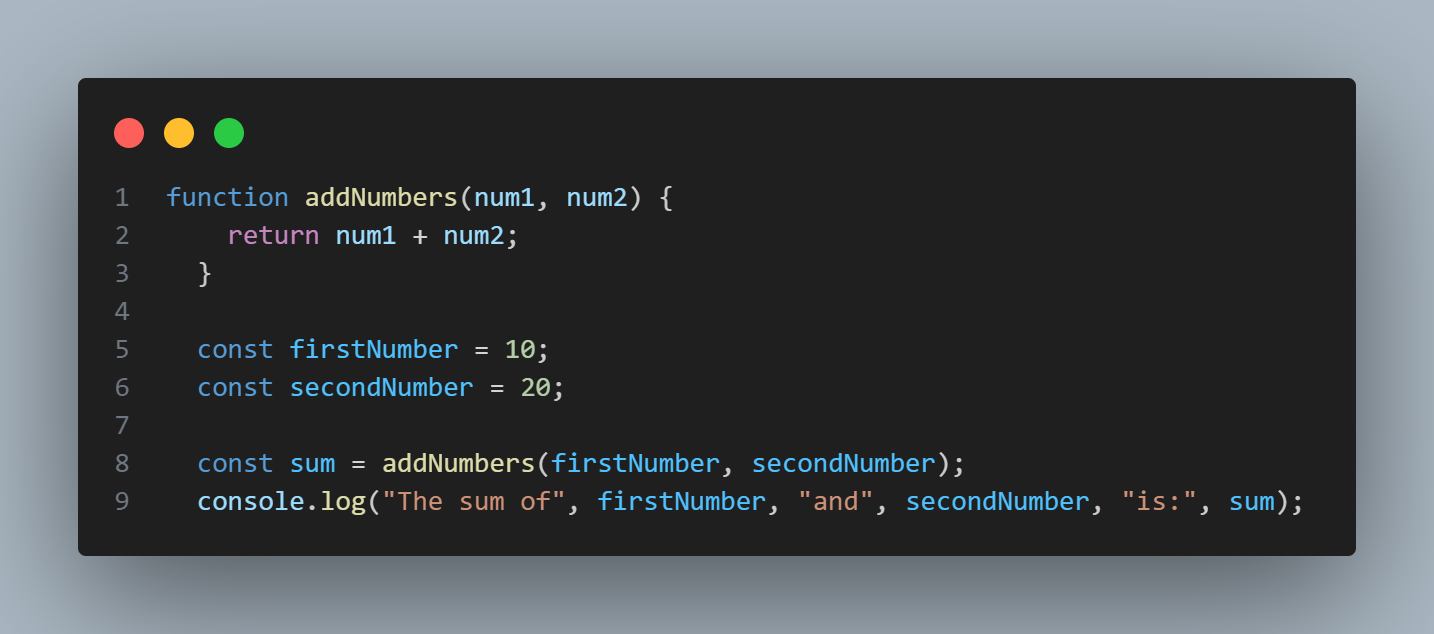 1 function addNumbers(num1, num2) {
2     return num1 + num2;
3   }
4
5   const firstNumber = 10;
6   const secondNumber = 20;
7
8   const sum = addNumbers(firstNumber, secondNumber);
9   console.log("The sum of", firstNumber, "and", secondNumber, "is:", sum);